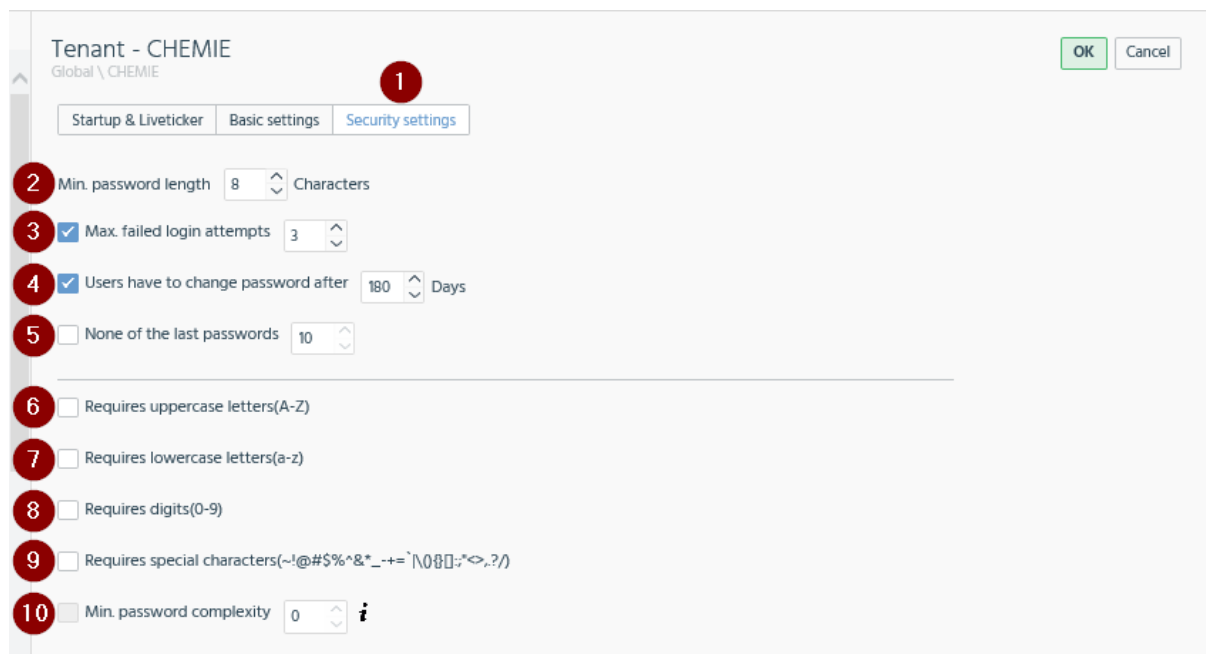 Tenant - CHEMIE
OK
Cancel
Global \ CHEMIE
1
Startup & Liveticker
Basic settings
Security settings
2 Min. password length 8 Characters
3 Max. failed login attempts 3
4 Users have to change password after 180 Days
5 None of the last passwords 10
6 Requires uppercase letters(A-Z)
7 Requires lowercase letters(a-z)
8 Requires digits(0-9)
9 Requires special characters(~!@#$%^&*_-+=`|\(){}[]:;"<>,.?/)
10 Min. password complexity 0 i